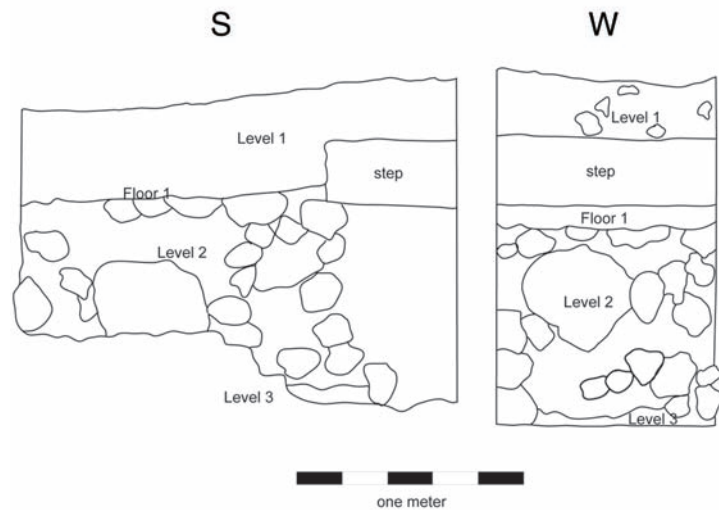 S
Level 1
step
Floor 1
Level 2
Level 3
W
Level 1
step
Floor 1
Level 2
Level 3
one meter